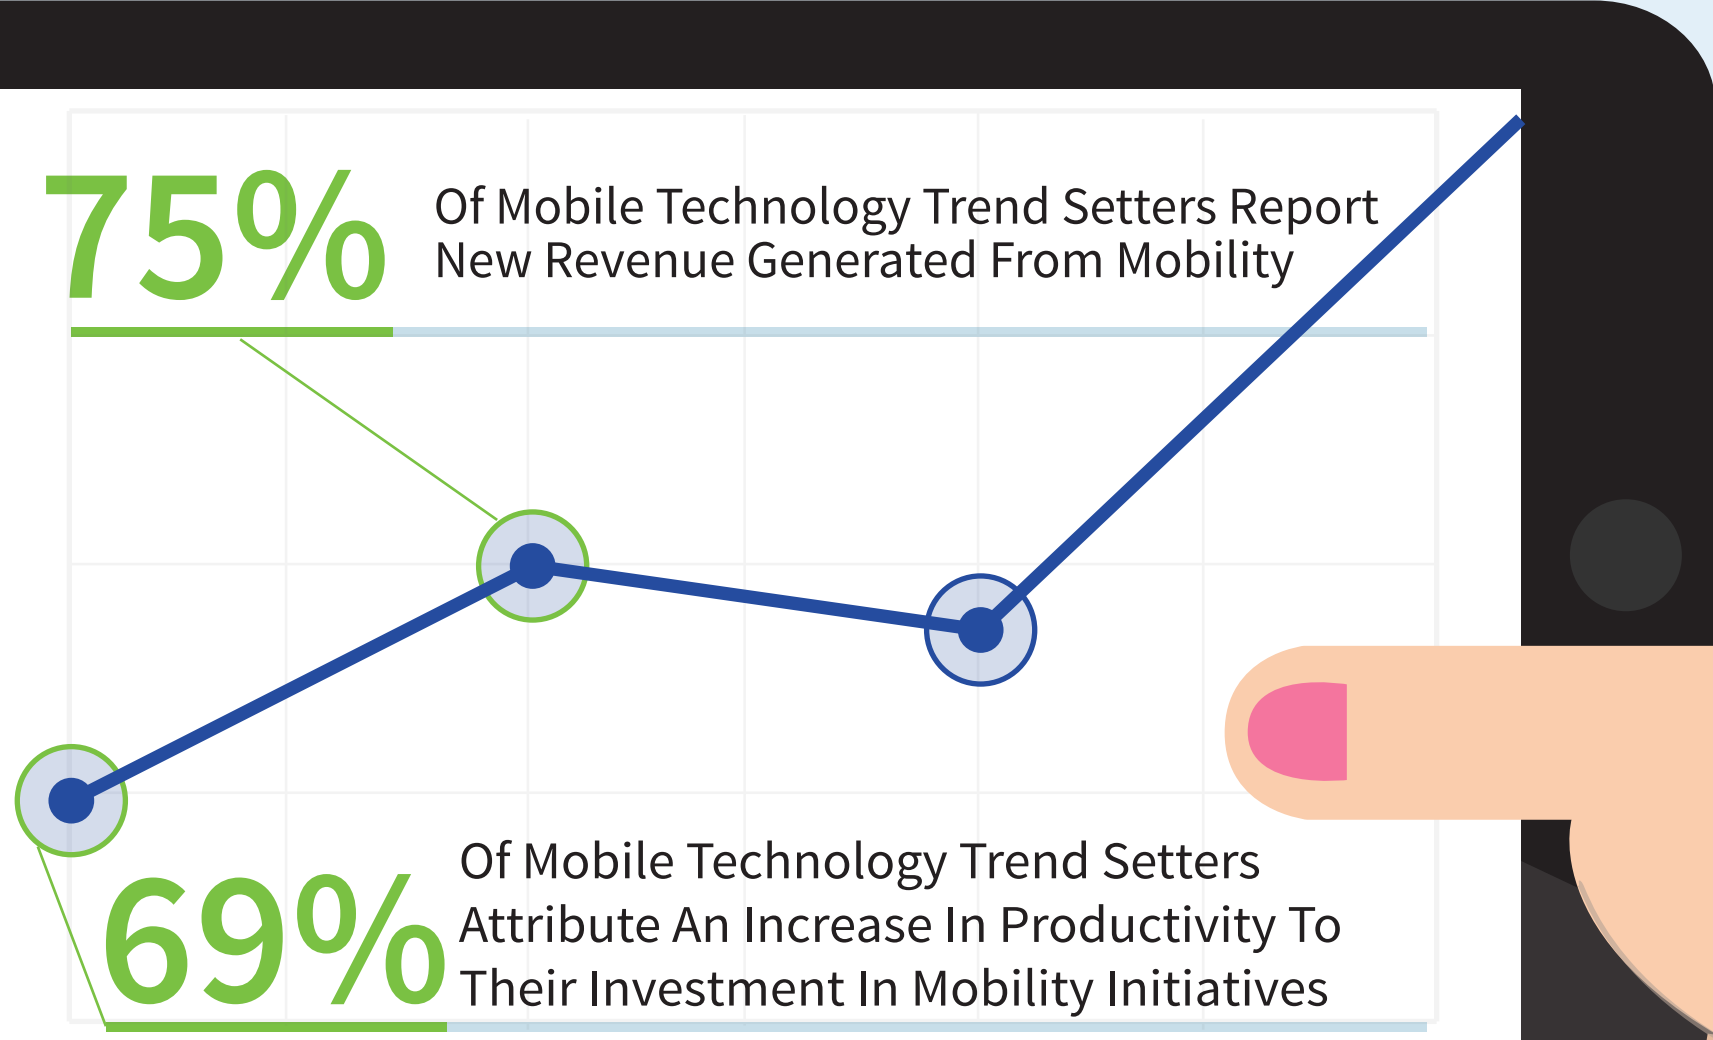 75%
Of Mobile Technology Trend Setters Report
New Revenue Generated From Mobility
69%
Of Mobile Technology Trend Setters
Attribute An Increase In Productivity To
Their Investment In Mobility Initiatives